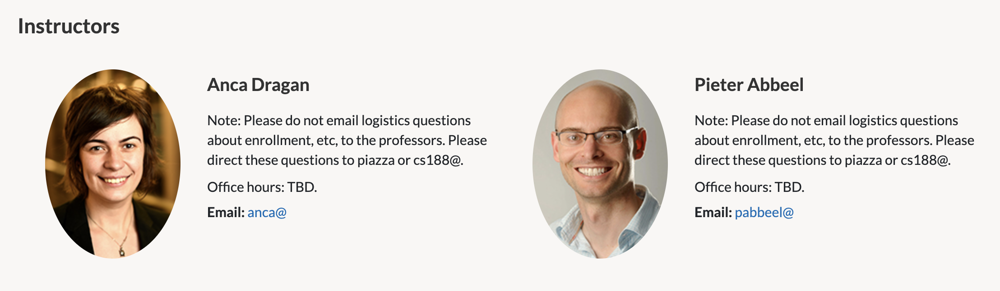 Instructors
Anca Dragan
Note: Please do not email logistics questions
about enrollment, etc, to the professors. Please
direct these questions to piazza or cs188@.
Office hours: TBD.
Email: anca@
Pieter Abbeel
Note: Please do not email logistics questions
about enrollment, etc, to the professors. Please
direct these questions to piazza or cs188@.
Office hours: TBD.
Email: pabbeel@